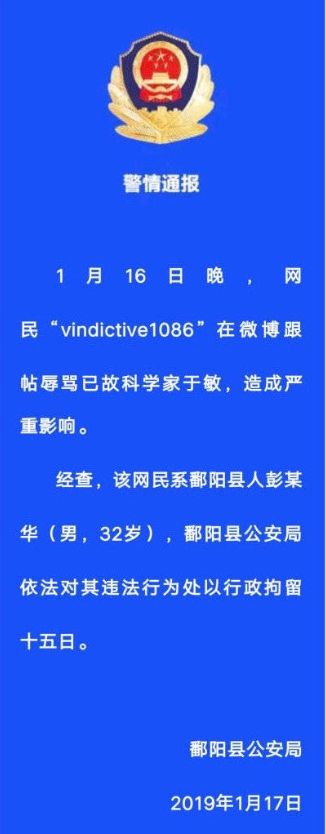 警情通报
1月16日晚，网
民“vindictive1086”在微博跟
帖辱骂已故科学家于敏，造成严
重影响。
经查，该网民系鄱阳县人彭某
华（男，32岁），鄱阳县公安局
依法对其违法行为处以行政拘留
十五日。
鄱阳县公安局
2019年1月17日